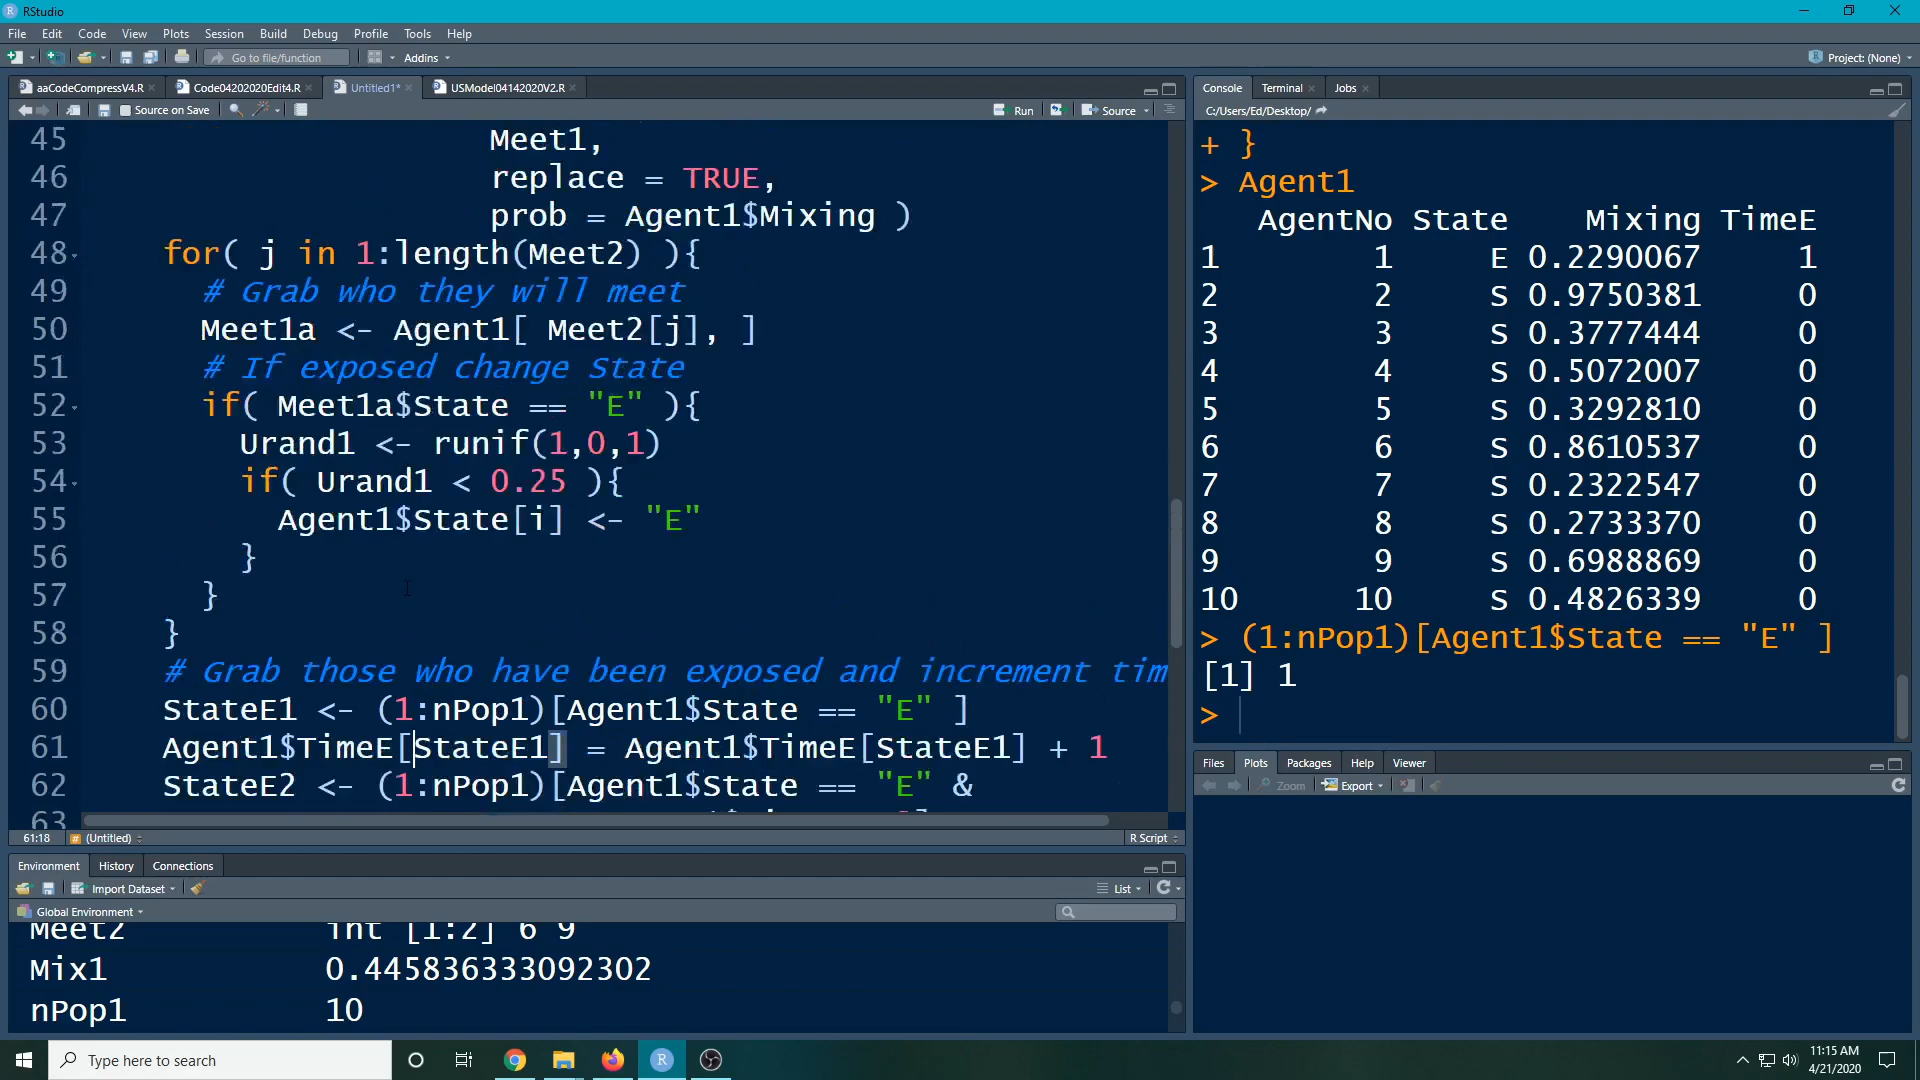 RStudio
File Edit Code View Plots Session Build Debug Profile Tools Help
Go to file/function Addins Project: (None)
aaCodeCompressV4.R Code04202020Edit4.R Untitled1* USModel04142020V2.R
Source on Save Run Source
45 Meet1,
46 replace = TRUE,
47 prob = Agent1$Mixing )
48 for( j in 1:length(Meet2) ){
49 # Grab who they will meet
50 Meet1a <- Agent1[ Meet2[j], ]
51 # If exposed change State
52 if( Meet1a$State == "E" ){
53 Urand1 <- runif(1,0,1)
54 if( Urand1 < 0.25 ){
55 Agent1$State[i] <- "E"
56 }
57 }
58 }
59 # Grab those who have been exposed and increment tim
60 StateE1 <- (1:nPop1)[Agent1$State == "E" ]
61 Agent1$TimeE[StateE1] = Agent1$TimeE[StateE1] + 1
62 StateE2 <- (1:nPop1)[Agent1$State == "E" &
63
61:18 (Untitled) R Script
Environment History Connections
Import Dataset List
Global Environment
Meet2 int [1:2] 6 9
Mix1 0.445836333092302
nPop1 10
Console Terminal Jobs
C:/Users/Ed/Desktop/
+ }
> Agent1
AgentNo State Mixing TimeE
1 1 E 0.2290067 1
2 2 S 0.9750381 0
3 3 S 0.3777444 0
4 4 S 0.5072007 0
5 5 S 0.3292810 0
6 6 S 0.8610537 0
7 7 S 0.2322547 0
8 8 S 0.2733370 0
9 9 S 0.6988869 0
10 10 S 0.4826339 0
> (1:nPop1)[Agent1$State == "E" ]
[1] 1
>
Files Plots Packages Help Viewer
Zoom Export
Type here to search
11:15 AM
4/21/2020